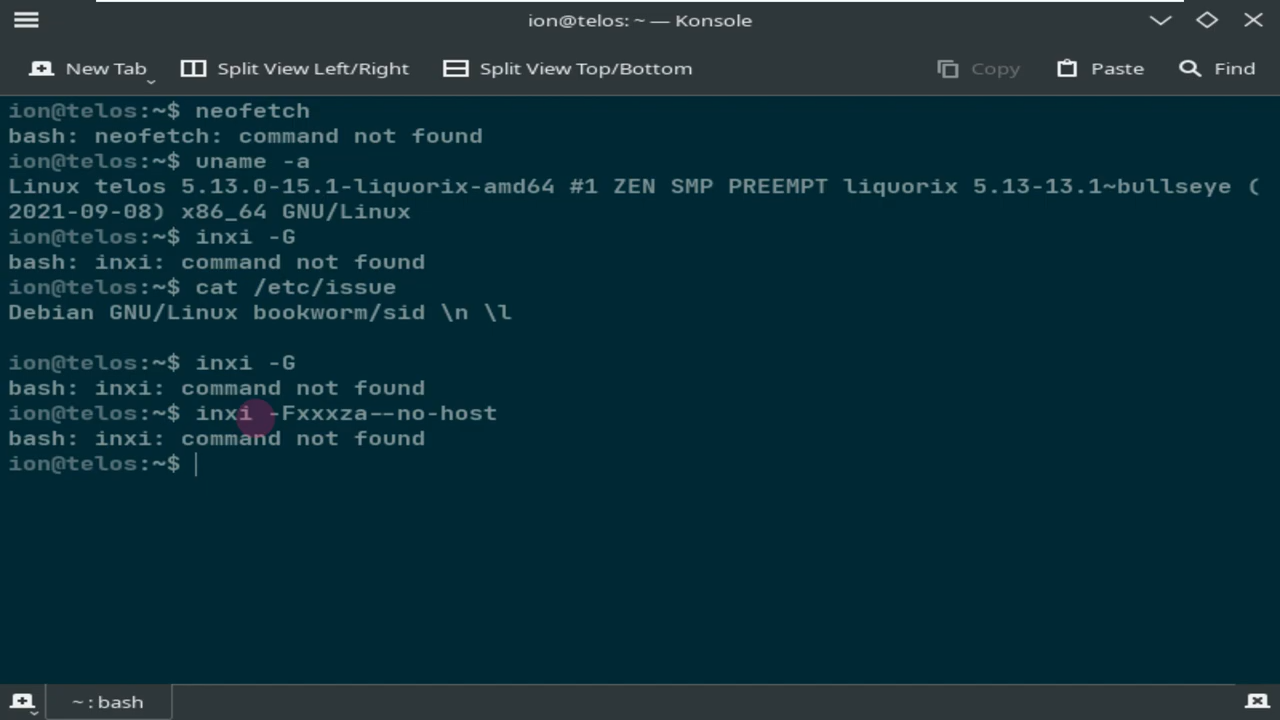 ion@telos: ~ — Konsole
New Tab Split View Left/Right Split View Top/Bottom Copy Paste Find
ion@telos:~$ neofetch
bash: neofetch: command not found
ion@telos:~$ uname -a
Linux telos 5.13.0-15.1-liquorix-amd64 #1 ZEN SMP PREEMPT liquorix 5.13-13.1~bullseye (
2021-09-08) x86_64 GNU/Linux
ion@telos:~$ inxi -G
bash: inxi: command not found
ion@telos:~$ cat /etc/issue
Debian GNU/Linux bookworm/sid \n \l
ion@telos:~$ inxi -G
bash: inxi: command not found
ion@telos:~$ inxi -Fxxxza--no-host
bash: inxi: command not found
ion@telos:~$
~ : bash